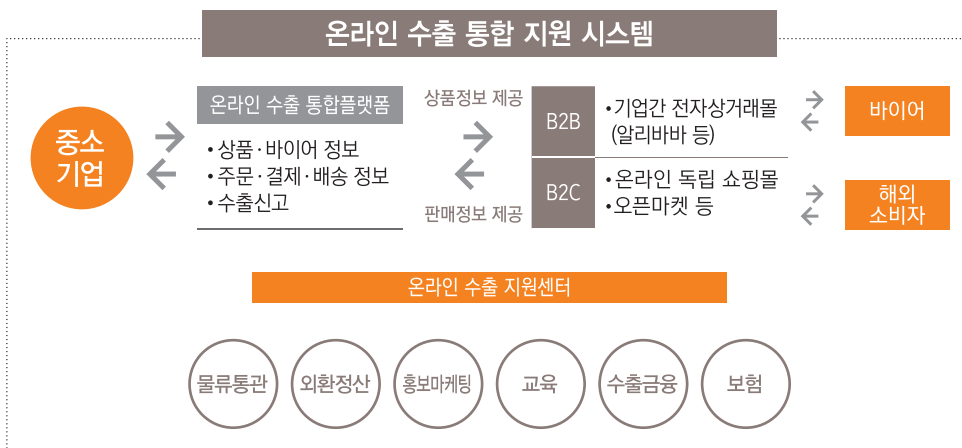 온라인 수출 통합 지원 시스템
중소
기업
온라인 수출 통합플랫폼
• 상품 · 바이어 정보
• 주문 · 결제 · 배송 정보
• 수출신고
상품정보 제공
판매정보 제공
B2B
• 기업간 전자상거래몰
(알리바바 등)
B2C
• 온라인 독립 쇼핑몰
• 오픈마켓 등
바이어
해외
소비자
온라인 수출 지원센터
물류통관
외환정산
홍보마케팅
교육
수출금융
보험